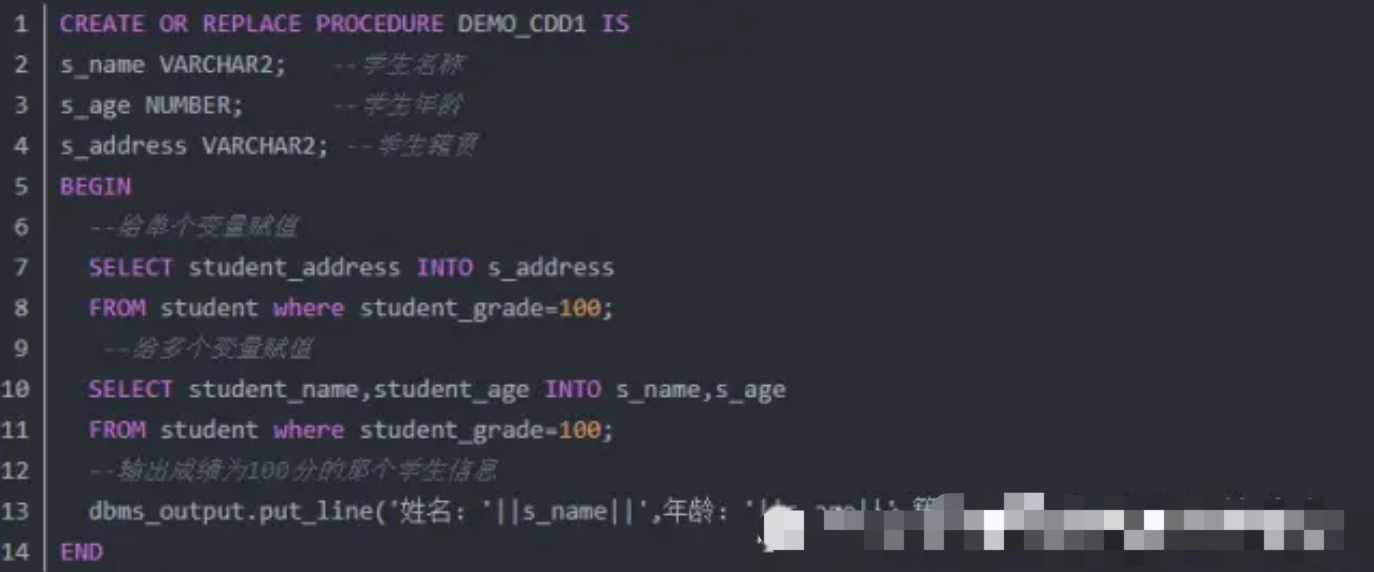 1 CREATE OR REPLACE PROCEDURE DEMO_CDD1 IS
2 s_name VARCHAR2; --学生名称
3 s_age NUMBER; --学生年龄
4 s_address VARCHAR2; --学生籍贯
5 BEGIN
6 --给单个变量赋值
7 SELECT student_address INTO s_address
8 FROM student where student_grade=100;
9 --给多个变量赋值
10 SELECT student_name,student_age INTO s_name,s_age
11 FROM student where student_grade=100;
12 --输出成绩为100分的那个学生信息
13 dbms_output.put_line('姓名：'||s_name||',年龄：'||s_age||'
14 END